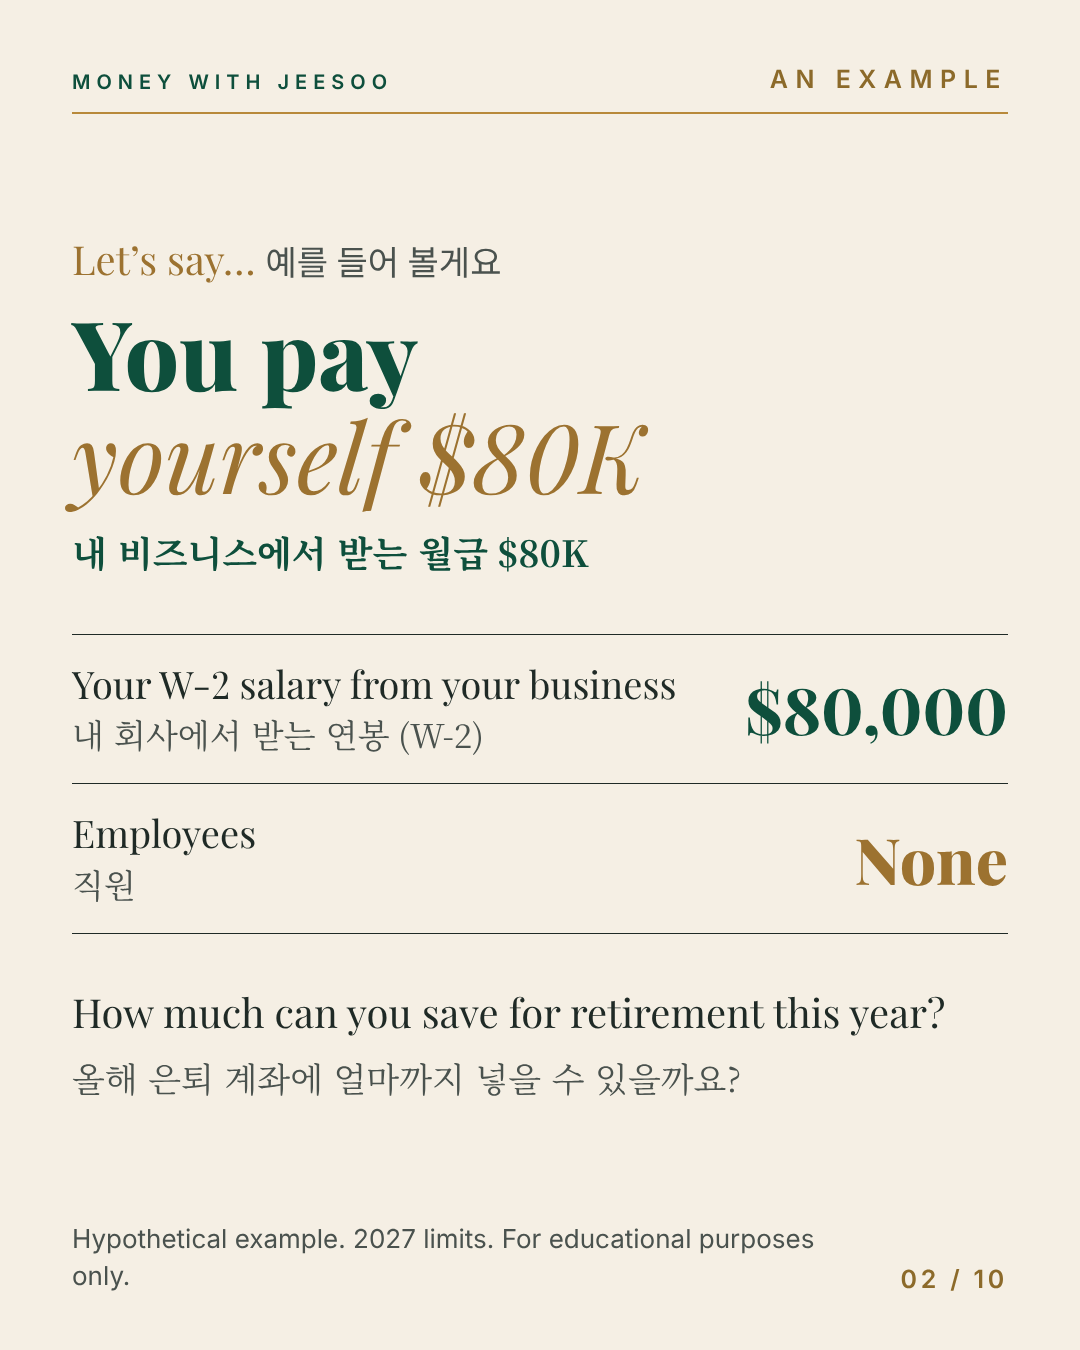 MONEY WITH JEESOO
AN EXAMPLE
Let’s say… 예를 들어 볼게요
You pay
yourself $80K
내 비즈니스에서 받는 월급 $80K
Your W-2 salary from your business
내 회사에서 받는 연봉 (W-2)
$80,000
Employees
직원
None
How much can you save for retirement this year?
올해 은퇴 계좌에 얼마까지 넣을 수 있을까요?
Hypothetical example. 2027 limits. For educational purposes
only.
02 / 10